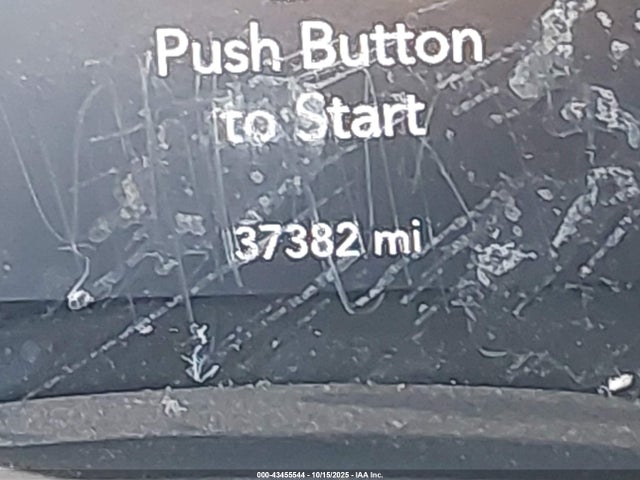 Push Button
to Start
37382 mi
000-43455544 - 10/15/2025 - IAA Inc.